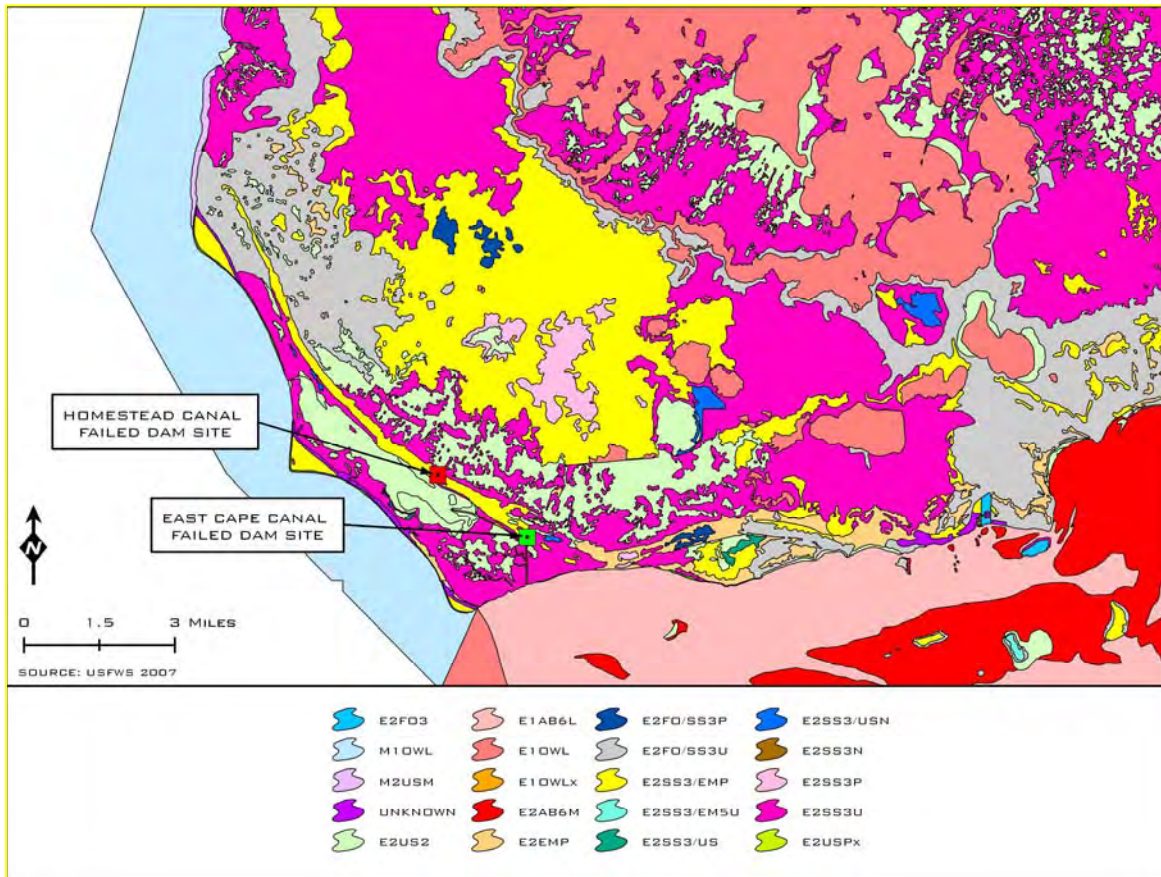 HOMESTEAD CANAL
FAILED DAM SITE
EAST CAPE CANAL
FAILED DAM SITE
N
0 1.5 3 MILES
SOURCE: USFWS 2007
E2FO3 E1AB6L E2FO/SS3P E2SS3/USN
M1OWL E1OWL E2FO/SS3U E2SS3N
M2USM E1OWLX E2SS3/EMP E2SS3P
UNKNOWN E2AB6M E2SS3/EM5U E2SS3U
E2US2 E2EMP E2SS3/US E2USPX